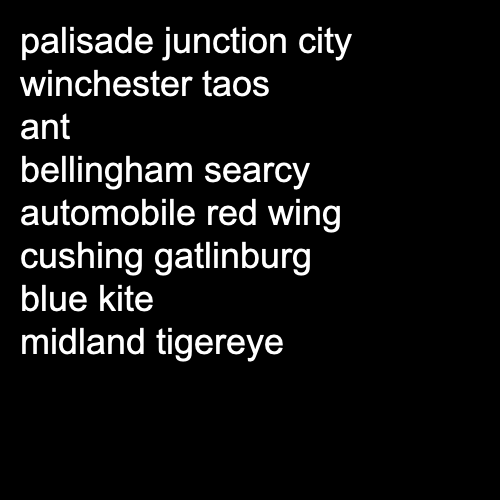 palisade junction city
winchester taos
ant
bellingham searcy
automobile red wing
cushing gatlinburg
blue kite
midland tigereye